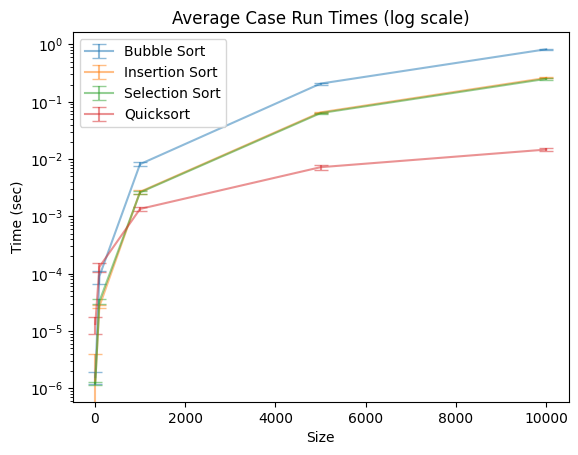 Average Case Run Times (log scale)
Bubble Sort
Insertion Sort
Selection Sort
Quicksort
Time (sec)
10⁰
10⁻¹
10⁻²
10⁻³
10⁻⁴
10⁻⁵
10⁻⁶
0 2000 4000 6000 8000 10000
Size